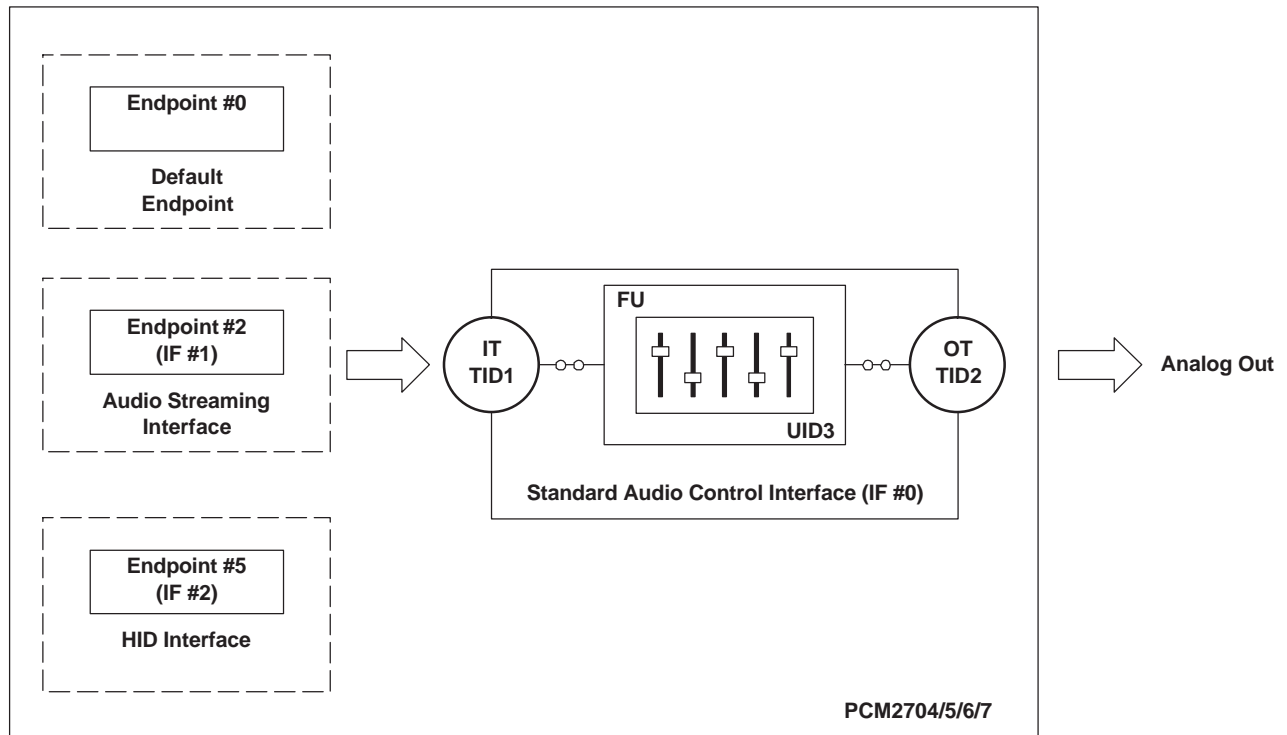 Endpoint #0
Default
Endpoint
Endpoint #2
(IF #1)
Audio Streaming
Interface
Endpoint #5
(IF #2)
HID Interface
IT
TID1
FU
UID3
OT
TID2
Standard Audio Control Interface (IF #0)
Analog Out
PCM2704/5/6/7